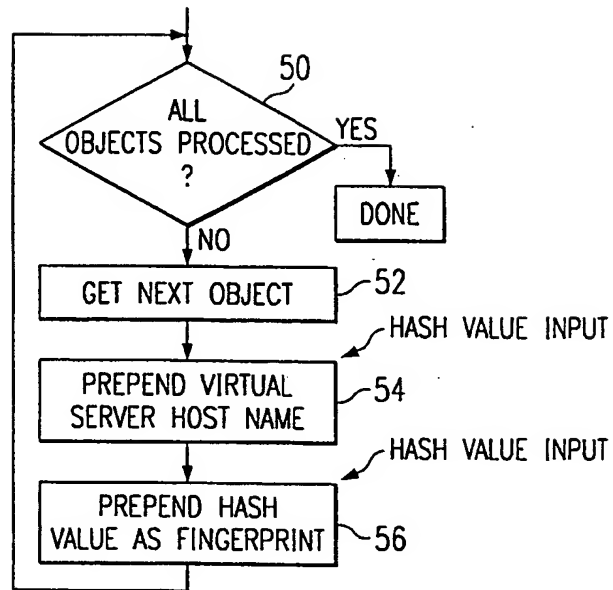 50
ALL
OBJECTS PROCESSED
?
YES
DONE
NO
GET NEXT OBJECT
52
HASH VALUE INPUT
PREPEND VIRTUAL
SERVER HOST NAME
54
HASH VALUE INPUT
PREPEND HASH
VALUE AS FINGERPRINT
56